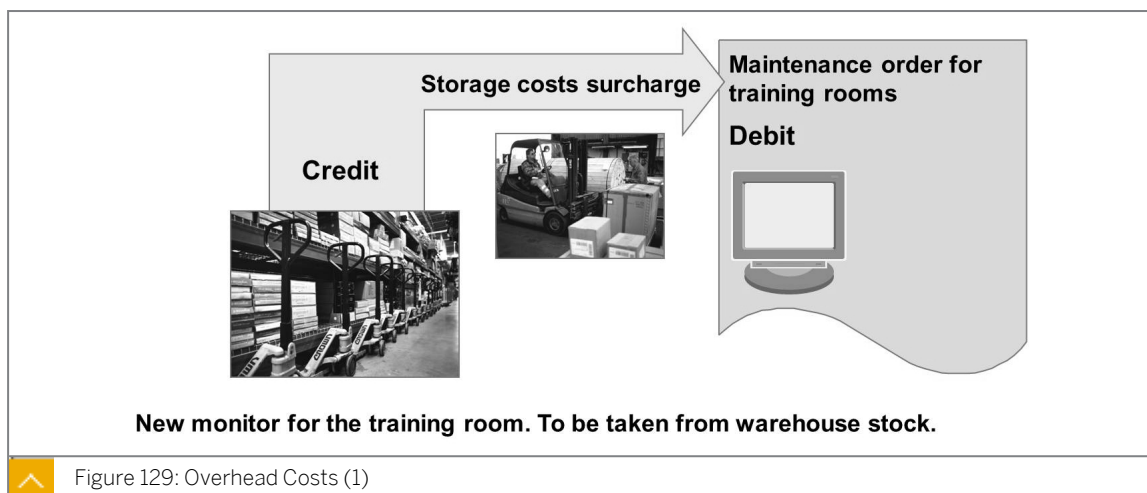 Storage costs surcharge
Maintenance order for
training rooms
Debit
Credit
New monitor for the training room. To be taken from warehouse stock.
Figure 129: Overhead Costs (1)